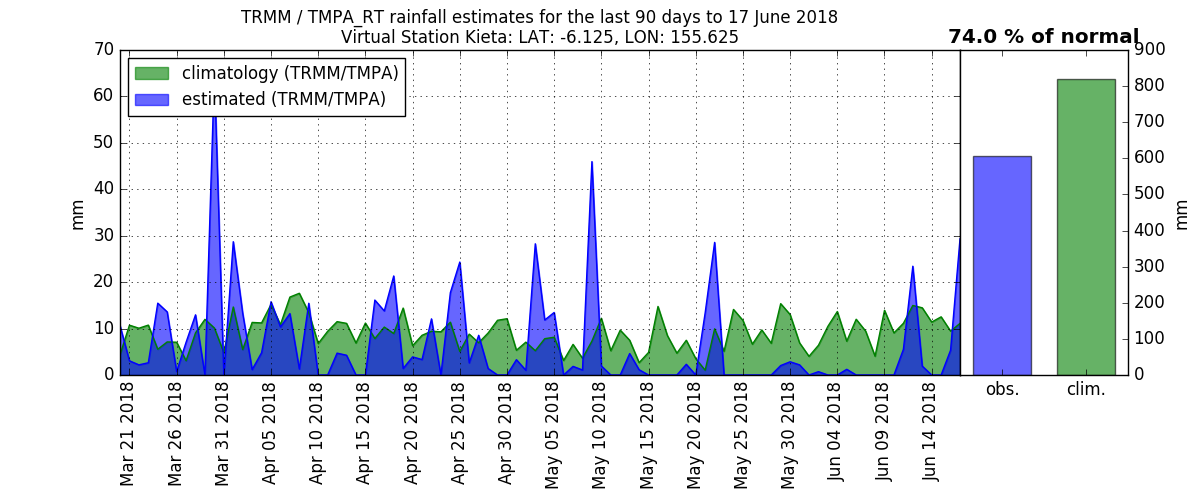 TRMM / TMPA_RT rainfall estimates for the last 90 days to 17 June 2018
Virtual Station Kieta: LAT: -6.125, LON: 155.625
74.0 % of normal
climatology (TRMM/TMPA)
estimated (TRMM/TMPA)
mm
70
60
50
40
30
20
10
0
Mar 21 2018
Mar 26 2018
Mar 31 2018
Apr 05 2018
Apr 10 2018
Apr 15 2018
Apr 20 2018
Apr 25 2018
Apr 30 2018
May 05 2018
May 10 2018
May 15 2018
May 20 2018
May 25 2018
May 30 2018
Jun 04 2018
Jun 09 2018
Jun 14 2018
obs.
clim.
900
800
700
600
500
400
300
200
100
0
mm